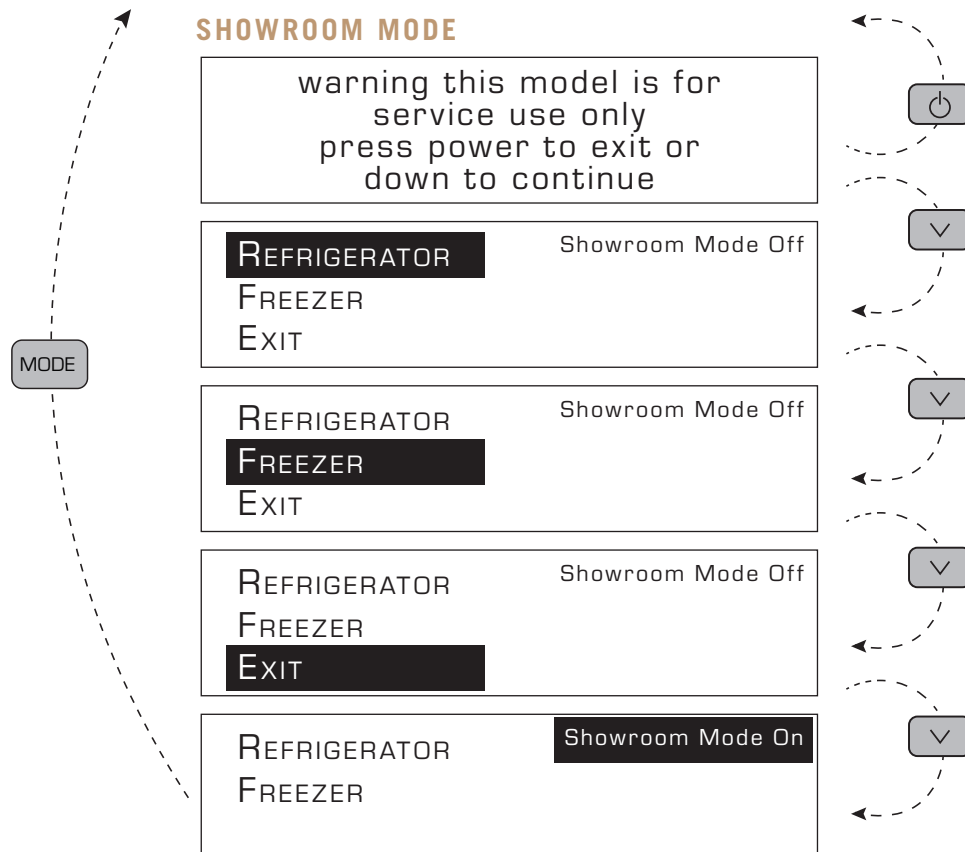 SHOWROOM MODE
warning this model is for
service use only
press power to exit or
down to continue
REFRIGERATOR
Showroom Mode Off
FREEZER
EXIT
MODE
REFRIGERATOR
Showroom Mode Off
FREEZER
EXIT
REFRIGERATOR
Showroom Mode Off
FREEZER
EXIT
REFRIGERATOR
Showroom Mode On
FREEZER